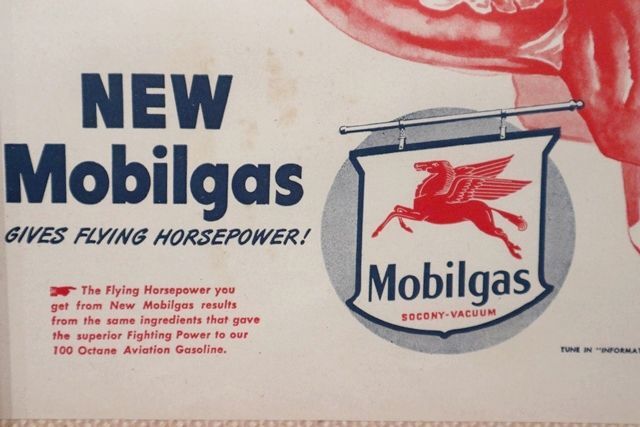 NEW
Mobilgas
GIVES FLYING HORSEPOWER!
The Flying Horsepower you
get from New Mobilgas results
from the same ingredients that gave
the superior Fighting Power to our
100 Octane Aviation Gasoline.
Mobilgas
SOCONY-VACUUM
TUNE IN "INFORMA